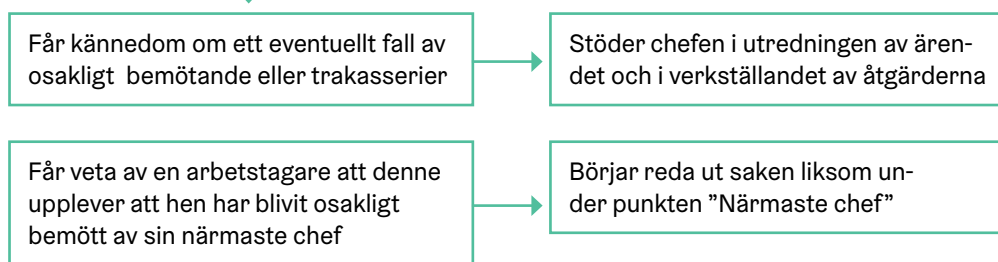 Får kännedom om ett eventuellt fall av
osakligt bemötande eller trakasserier
Stöder chefen i utredningen av ären-
det och i verkställandet av åtgärderna
Får veta av en arbetstagare att denne
upplever att hen har blivit osakligt
bemött av sin närmaste chef
Börjar reda ut saken liksom un-
der punkten ”Närmaste chef”